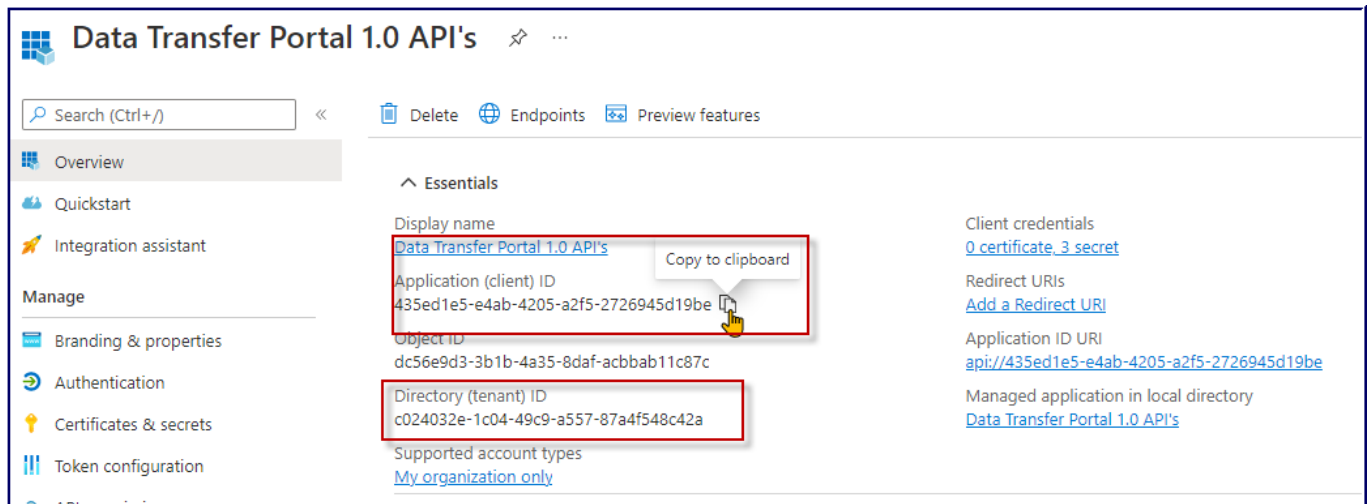 Data Transfer Portal 1.0 API's ...
Search (Ctrl+/)
«
Overview
Quickstart
Integration assistant
Manage
Branding & properties
Authentication
Certificates & secrets
Token configuration
Delete
Endpoints
Preview features
Essentials
Display name
Data Transfer Portal 1.0 API's
Copy to clipboard
Application (client) ID
435ed1e5-e4ab-4205-a2f5-2726945d19be
Object ID
dc56e9d3-3b1b-4a35-8daf-acbbab11c87c
Directory (tenant) ID
c024032e-1c04-49c9-a557-87a4f548c42a
Supported account types
My organization only
Client credentials
0 certificate, 3 secret
Redirect URIs
Add a Redirect URI
Application ID URI
api://435ed1e5-e4ab-4205-a2f5-2726945d19be
Managed application in local directory
Data Transfer Portal 1.0 API's